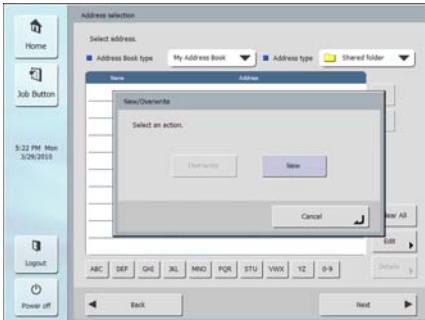 Address selection
Home
Select address.
Address Book type
My Address Book
Address type
Shared folder
Name
Address
Job Button
New/Overwrite
Select an action.
Overwrite
New
5:22 PM Mon
3/29/2010
Cancel
Clear All
Edit
Logout
Details
ABC
DEF
GHI
JKL
MNO
PQR
STU
VWX
YZ
0-9
Power off
Back
Next